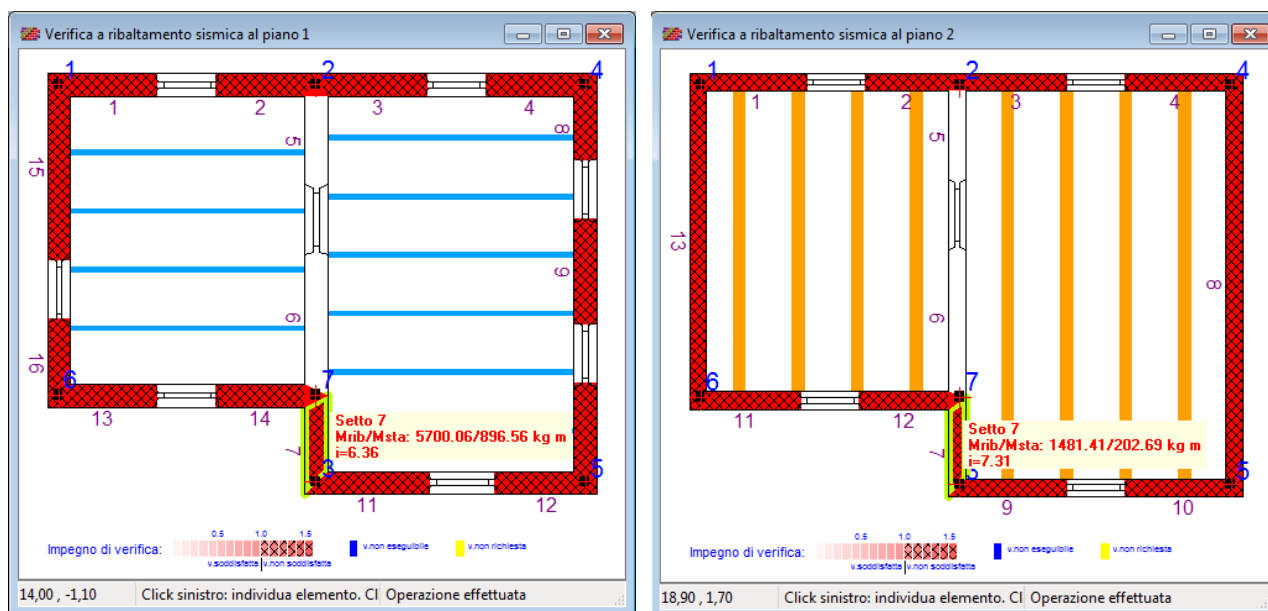 Verifica a ribaltamento sismica al piano 1
1 2 4
1 2 3 4
5 8
15
9
6
16
6 7
13 14
Setto 7
Mrib/Msta: 5700.06/896.56 kg m
i=6.36
7
3 5
11 12
Impegno di verifica:
0.5 1.0 1.5
v.soddisfatta v.non soddisfatta
v.non eseguibile
v.non richiesta
14,00 , -1,10 Click sinistro: individua elemento. Cl Operazione effettuata
Verifica a ribaltamento sismica al piano 2
1 2 4
1 2 3 4
5
13
8
6
6 7
11 12
Setto 7
Mrib/Msta: 1481.41/202.69 kg m
i=7.31
7
3 5
9 10
Impegno di verifica:
0.5 1.0 1.5
v.soddisfatta v.non soddisfatta
v.non eseguibile
v.non richiesta
18,90 , 1,70 Click sinistro: individua elemento. Cl Operazione effettuata